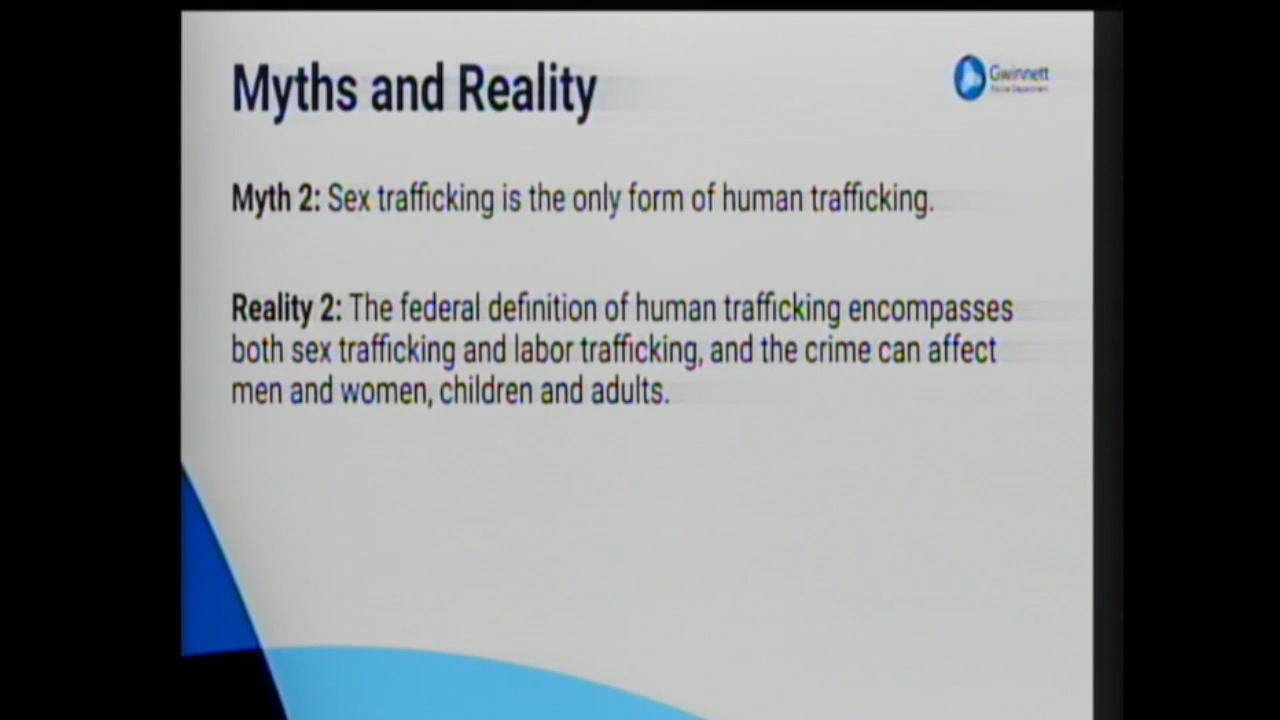 Myths and Reality
Gwinnett
Police Department
Myth 2: Sex trafficking is the only form of human trafficking.
Reality 2: The federal definition of human trafficking encompasses
both sex trafficking and labor trafficking, and the crime can affect
men and women, children and adults.